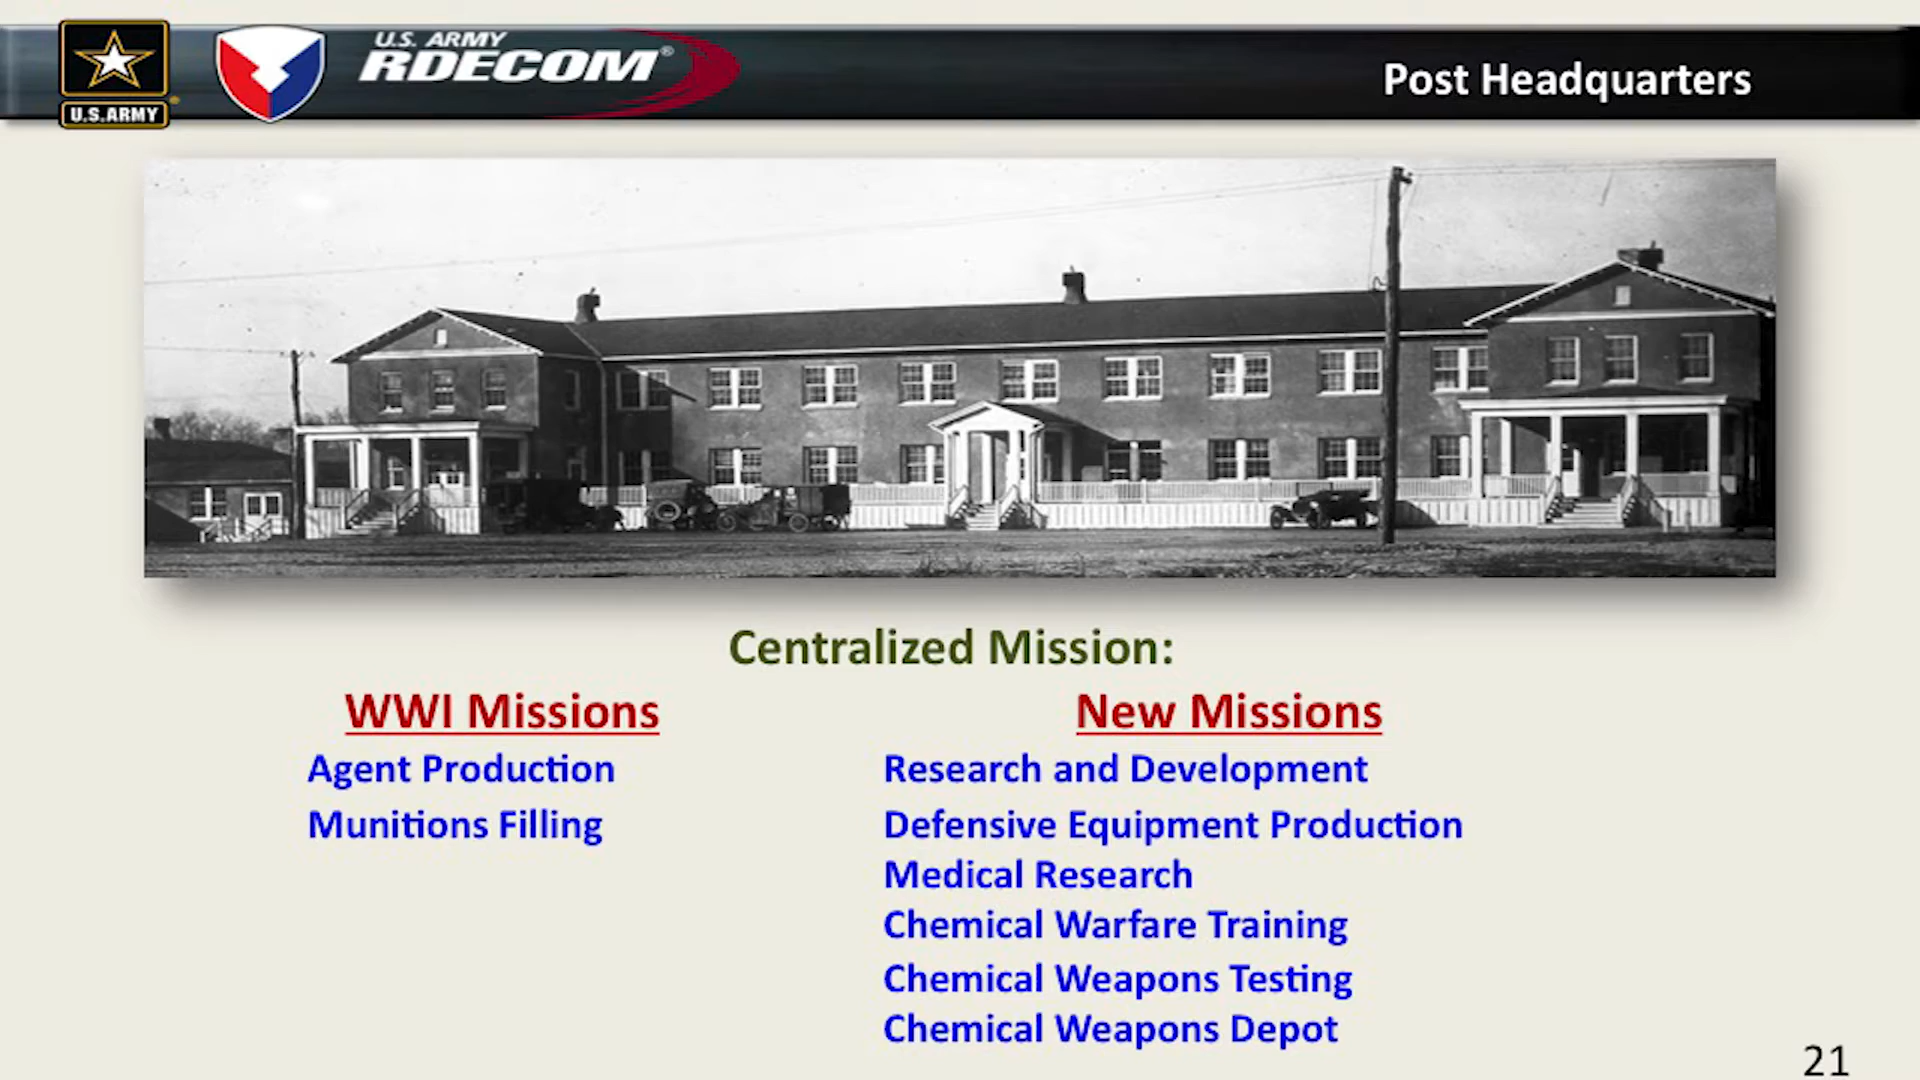 U.S. ARMY
RDECOM®
U.S.ARMY
Post Headquarters
Centralized Mission:
WWI Missions
Agent Production
Munitions Filling
New Missions
Research and Development
Defensive Equipment Production
Medical Research
Chemical Warfare Training
Chemical Weapons Testing
Chemical Weapons Depot
21